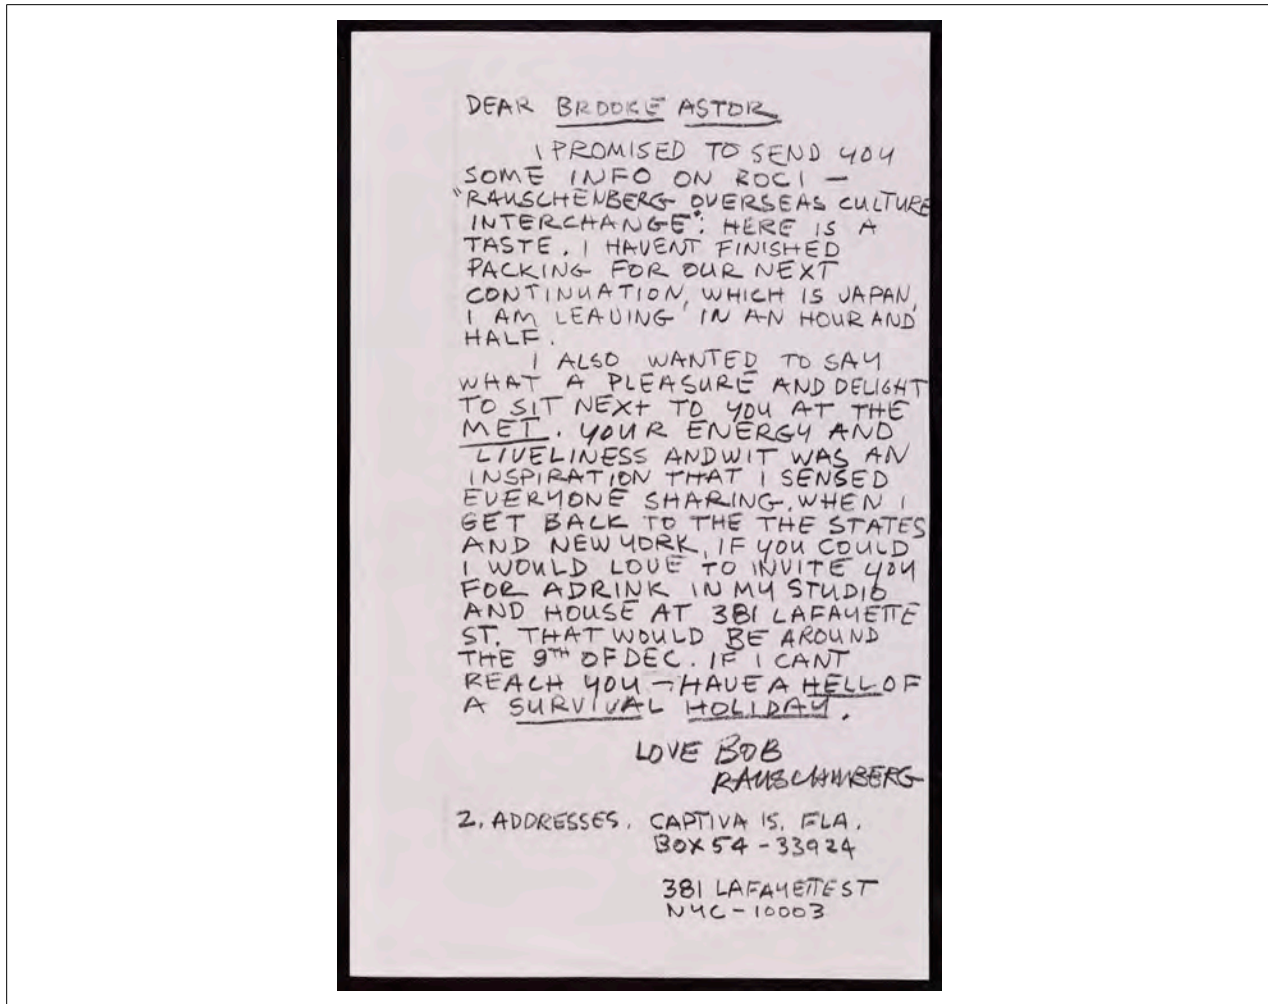 DEAR BROOKE ASTOR
I PROMISED TO SEND YOU
SOME INFO ON ROCI —
"RAUSCHENBERG OVERSEAS CULTURE
INTERCHANGE". HERE IS A
TASTE. I HAVENT FINISHED
PACKING FOR OUR NEXT
CONTINUATION, WHICH IS JAPAN,
I AM LEAVING IN AN HOUR AND
HALF.
I ALSO WANTED TO SAY
WHAT A PLEASURE AND DELIGHT
TO SIT NEXT TO YOU AT THE
MET. YOUR ENERGY AND
LIVELINESS AND WIT WAS AN
INSPIRATION THAT I SENSED
EVERYONE SHARING. WHEN I
GET BACK TO THE THE STATES
AND NEW YORK, IF YOU COULD
I WOULD LOVE TO INVITE YOU
FOR A DRINK IN MY STUDIO
AND HOUSE AT 381 LAFAYETTE
ST. THAT WOULD BE AROUND
THE 9TH OF DEC. IF I CANT
REACH YOU — HAVE A HELL OF
A SURVIVAL HOLIDAY.
LOVE BOB
RAUSCHENBERG
2. ADDRESSES. CAPTIVA IS. FLA.
BOX 54 - 33924
381 LAFAYETTE ST
NYC - 10003